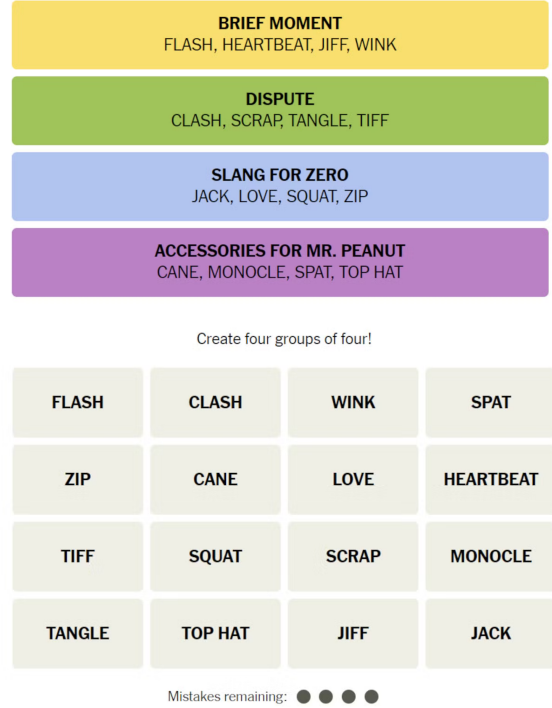 BRIEF MOMENT
FLASH, HEARTBEAT, JIFF, WINK
DISPUTE
CLASH, SCRAP, TANGLE, TIFF
SLANG FOR ZERO
JACK, LOVE, SQUAT, ZIP
ACCESSORIES FOR MR. PEANUT
CANE, MONOCLE, SPAT, TOP HAT
Create four groups of four!
FLASH CLASH WINK SPAT
ZIP CANE LOVE HEARTBEAT
TIFF SQUAT SCRAP MONOCLE
TANGLE TOP HAT JIFF JACK
Mistakes remaining: